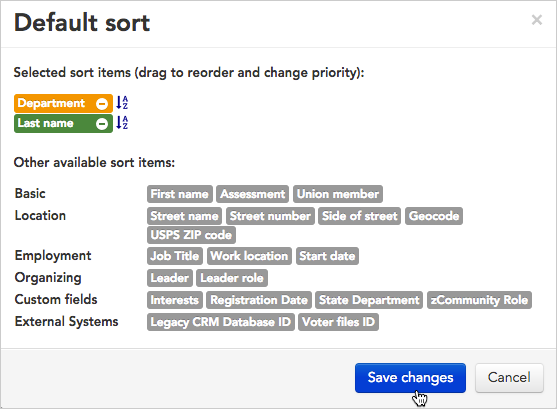 Default sort ×
Selected sort items (drag to reorder and change priority):
Department A Z
Last name A Z
Other available sort items:
Basic First name Assessment Union member
Location Street name Street number Side of street Geocode
USPS ZIP code
Employment Job Title Work location Start date
Organizing Leader Leader role
Custom fields Interests Registration Date State Department zCommunity Role
External Systems Legacy CRM Database ID Voter files ID
Save changes Cancel